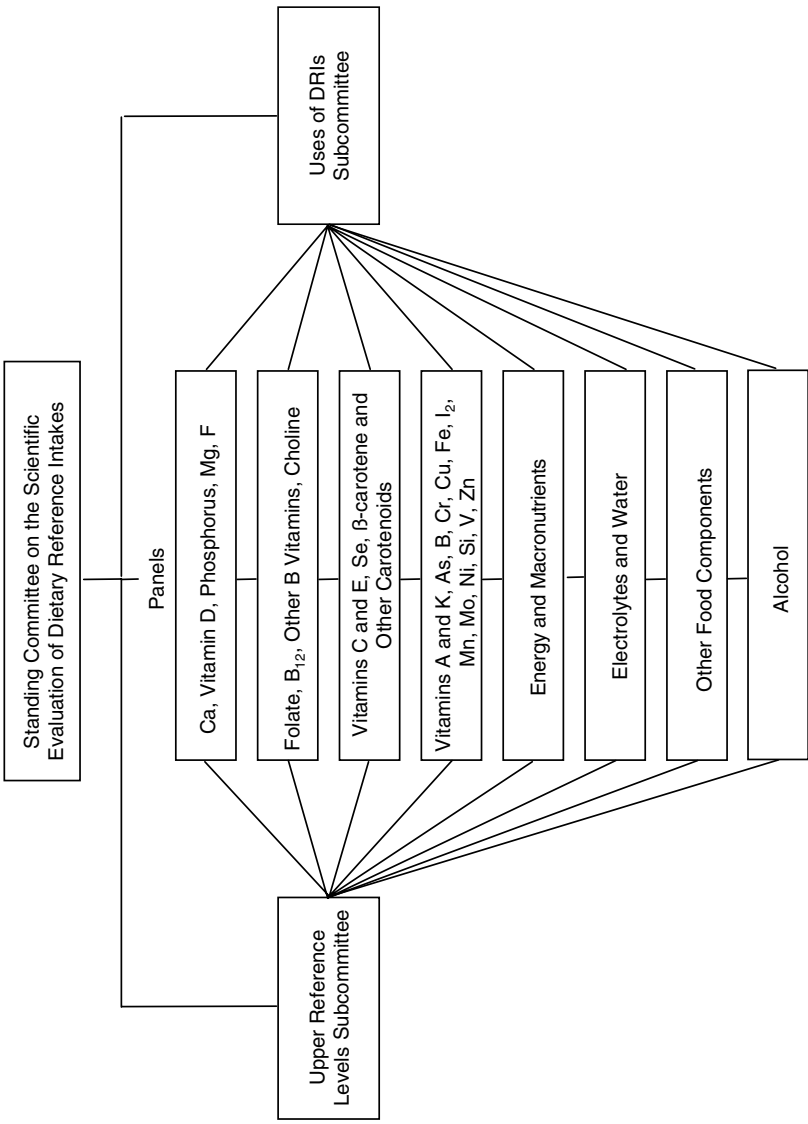 Standing Committee on the Scientific
Evaluation of Dietary Reference Intakes
Panels
Upper Reference
Levels Subcommittee
Ca, Vitamin D, Phosphorus, Mg, F
Folate, B₁₂, Other B Vitamins, Choline
Vitamins C and E, Se, ß-carotene and
Other Carotenoids
Vitamins A and K, As, B, Cr, Cu, Fe, I₂,
Mn, Mo, Ni, Si, V, Zn
Energy and Macronutrients
Electrolytes and Water
Other Food Components
Alcohol
Uses of DRIs
Subcommittee